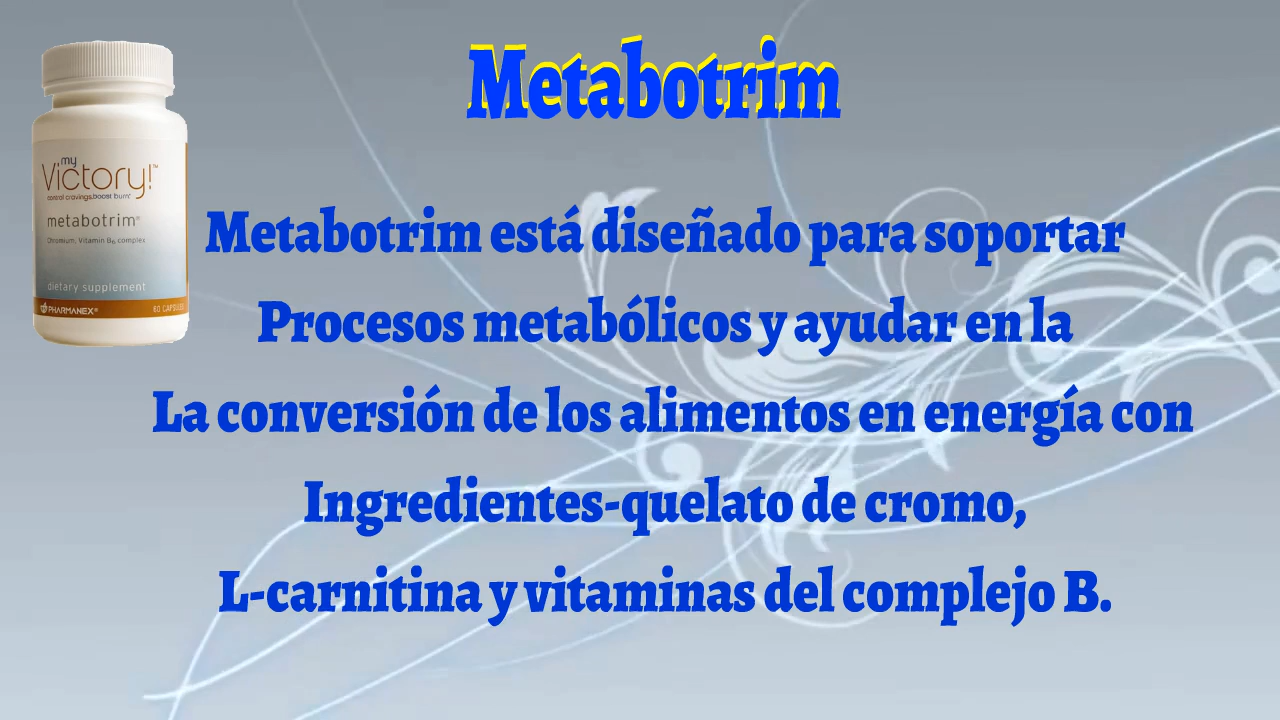 Metabotrim
my
Victory!™
control cravings.boost burn™
metabotrim®
Chromium, Vitamin B₆ complex
dietary supplement
PHARMANEX®
60 CAPSULES
Metabotrim está diseñado para soportar
Procesos metabólicos y ayudar en la
La conversión de los alimentos en energía con
Ingredientes-quelato de cromo,
L-carnitina y vitaminas del complejo B.